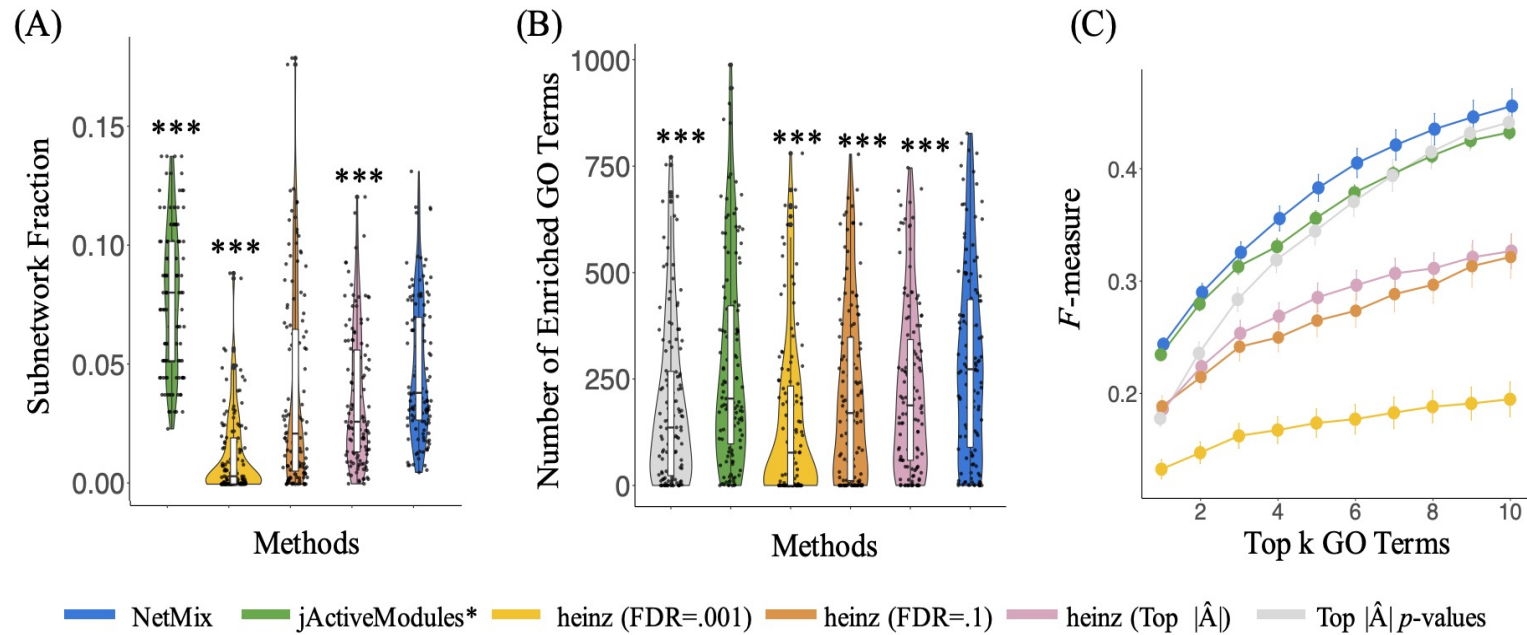 (A)
Subnetwork Fraction
0.15
0.10
0.05
0.00
***
***
***
Methods
(B)
Number of Enriched GO Terms
1000
750
500
250
0
***
***
***
***
Methods
(C)
F-measure
0.4
0.3
0.2
2 4 6 8 10
Top k GO Terms
NetMix jActiveModules* heinz (FDR=.001) heinz (FDR=.1) heinz (Top |Â|) Top |Â| p-values